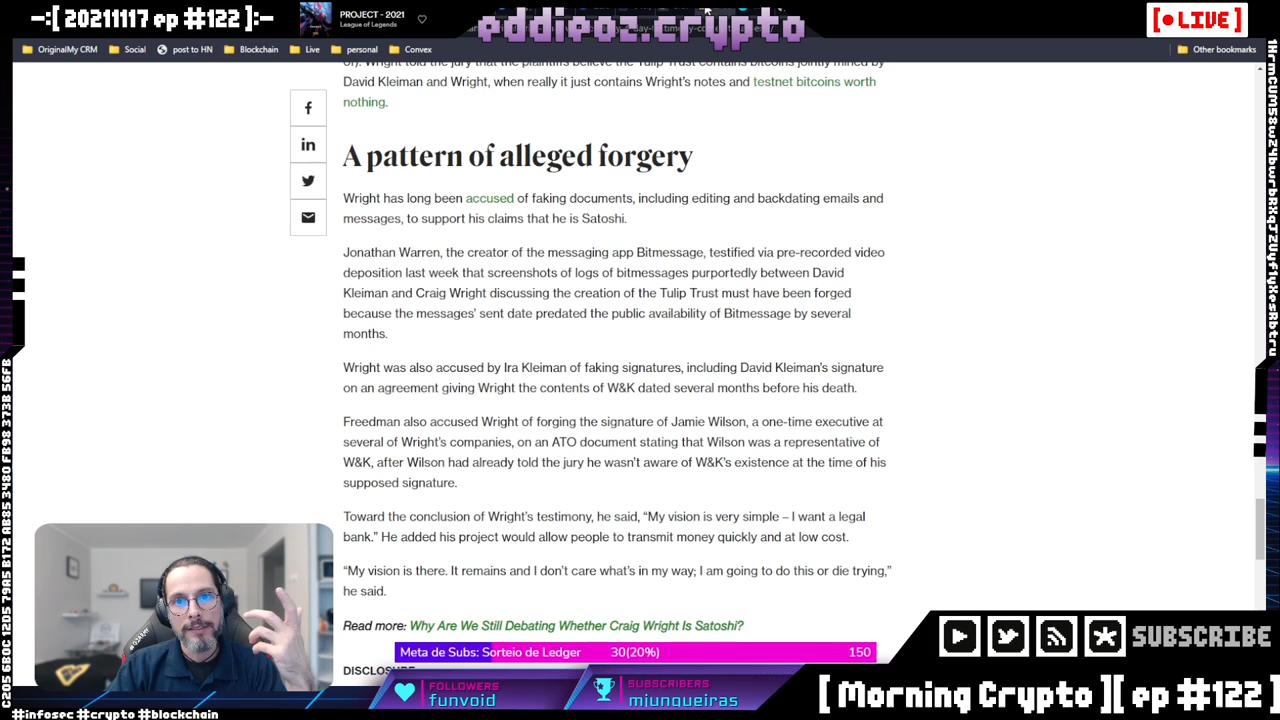 -:[ 20211117 ep #122 ]:-
PROJECT - 2021
League of Legends
eddieoz.crypto
[●LIVE]
OriginalMy CRM
Social
post to HN
Blockchain
Live
personal
Convex
Other bookmarks
of). Wright told the jury that the plaintiffs believe the Tulip Trust contains bitcoins jointly mined by
David Kleiman and Wright, when really it just contains Wright's notes and testnet bitcoins worth
nothing.
A pattern of alleged forgery
Wright has long been accused of faking documents, including editing and backdating emails and
messages, to support his claims that he is Satoshi.
Jonathan Warren, the creator of the messaging app Bitmessage, testified via pre-recorded video
deposition last week that screenshots of logs of bitmessages purportedly between David
Kleiman and Craig Wright discussing the creation of the Tulip Trust must have been forged
because the messages' sent date predated the public availability of Bitmessage by several
months.
Wright was also accused by Ira Kleiman of faking signatures, including David Kleiman's signature
on an agreement giving Wright the contents of W&K dated several months before his death.
Freedman also accused Wright of forging the signature of Jamie Wilson, a one-time executive at
several of Wright's companies, on an ATO document stating that Wilson was a representative of
W&K, after Wilson had already told the jury he wasn't aware of W&K's existence at the time of his
supposed signature.
Toward the conclusion of Wright's testimony, he said, “My vision is very simple – I want a legal
bank.” He added his project would allow people to transmit money quickly and at low cost.
“My vision is there. It remains and I don't care what's in my way; I am going to do this or die trying,”
he said.
Read more: Why Are We Still Debating Whether Craig Wright Is Satoshi?
Meta de Subs: Sorteio de Ledger 30(20%) 150
DISCLOSURE
SUBSCRIBE
FOLLOWERS
funvoid
SUBSCRIBERS
mjunqueiras
[ Morning Crypto ][ ep #122 ]
#infosec #crypto #blockchain